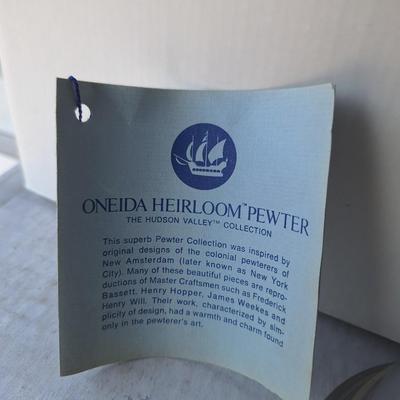 ONEIDA HEIRLOOM™ PEWTER
THE HUDSON VALLEY™ COLLECTION
This superb Pewter Collection was inspired by
original designs of the colonial pewterers of
New Amsterdam (later known as New York
City). Many of these beautiful pieces are repro-
ductions of Master Craftsmen such as Frederick
Bassett, Henry Hopper, James Weekes and
Henry Will. Their work, characterized by sim-
plicity of design, had a warmth and charm found
only in the pewterer's art.